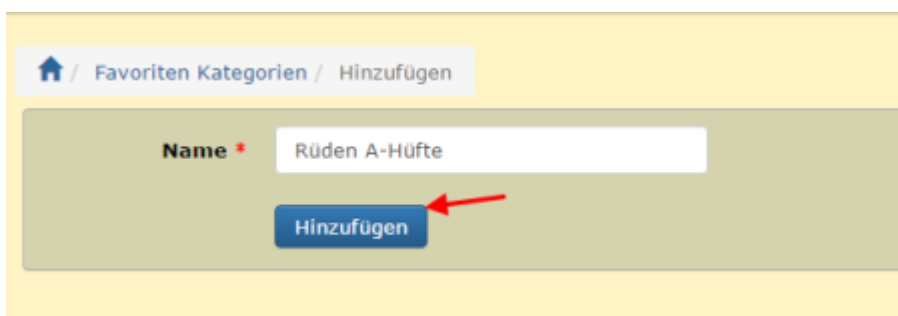 / Favoriten Kategorien / Hinzufügen
Name * Rüden A-Hüfte
Hinzufügen